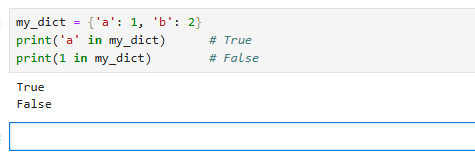 my_dict = {'a': 1, 'b': 2}
print('a' in my_dict)      # True
print(1 in my_dict)        # False
True
False